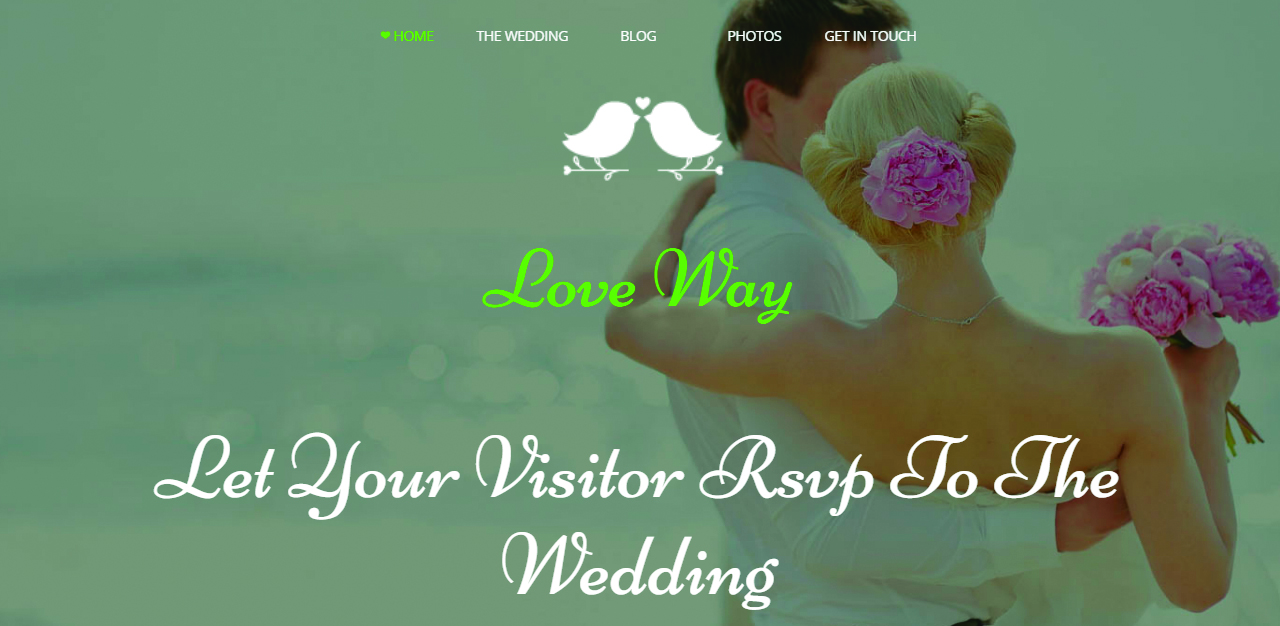 HOME THE WEDDING BLOG PHOTOS GET IN TOUCH
Love Way
Let Your Visitor Rsvp To The
Wedding